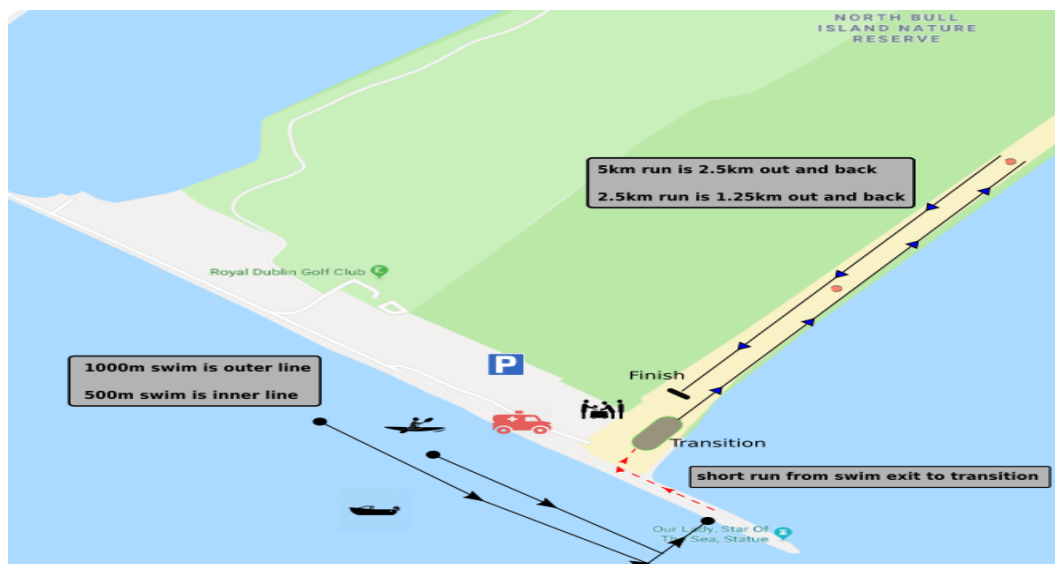 NORTH BULL
ISLAND NATURE
RESERVE
5km run is 2.5km out and back
2.5km run is 1.25km out and back
Royal Dublin Golf Club
1000m swim is outer line
500m swim is inner line
P
Finish
Transition
short run from swim exit to transition
Our Lady, Star Of
The Sea, Statue